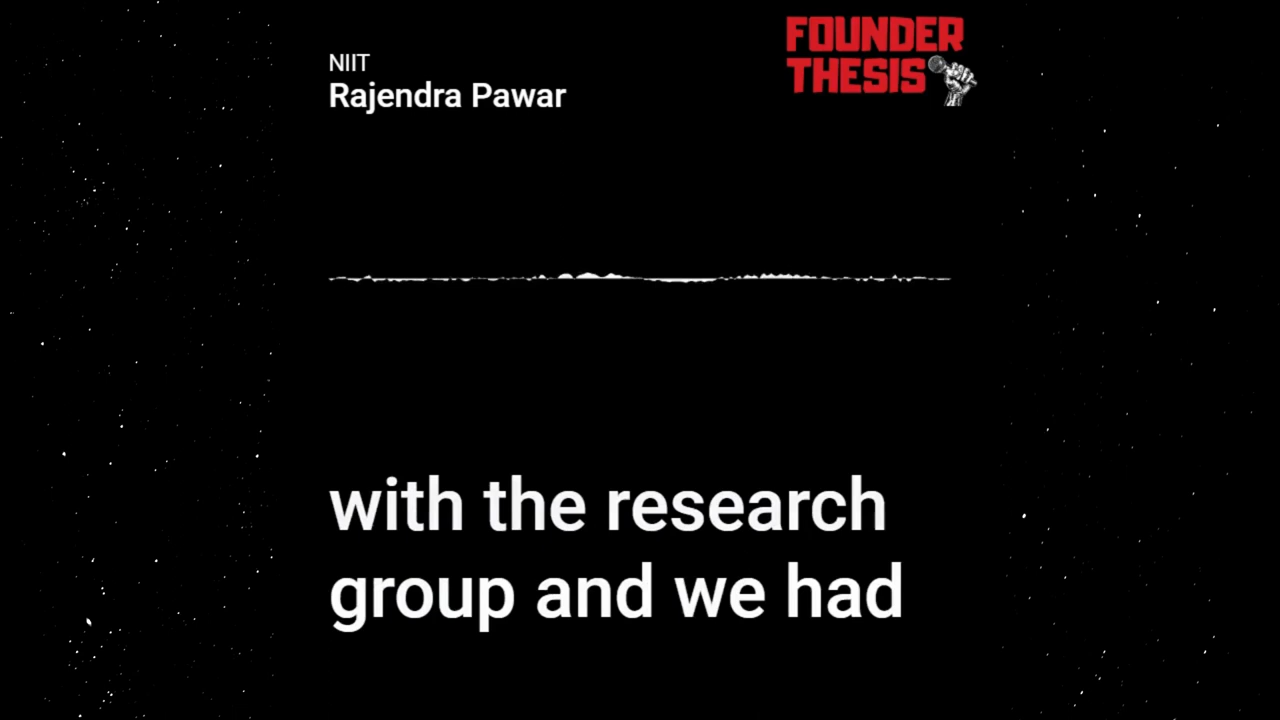 NIIT
Rajendra Pawar
FOUNDER
THESIS
with the research
group and we had